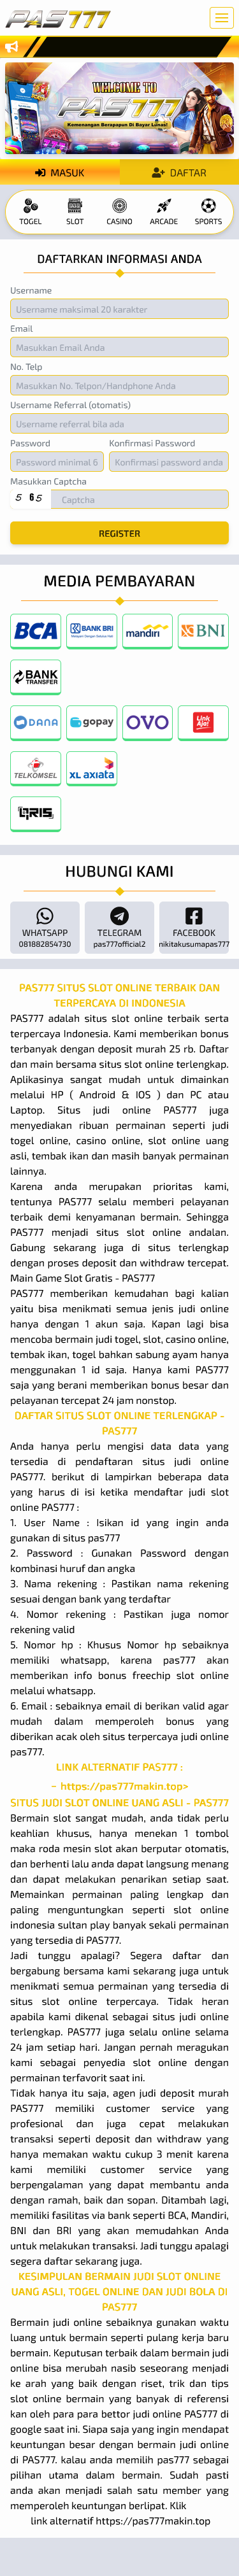 PAS777
WELCOME TO
PAS777
Kemenangan Berapapun Di Bayar Lunas!
MASUK
DAFTAR
TOGEL
SLOT
CASINO
ARCADE
SPORTS
DAFTARKAN INFORMASI ANDA
Username
Username maksimal 20 karakter
Email
Masukkan Email Anda
No. Telp
Masukkan No. Telpon/Handphone Anda
Username Referral (otomatis)
Username referral bila ada
Password
Konfirmasi Password
Password minimal 6
Konfirmasi password anda
Masukkan Captcha
5 6 5
Captcha
REGISTER
MEDIA PEMBAYARAN
BCA
BANK BRI
mandiri
BNI
BANK
TRANSFER
DANA
gopay
OVO
LinkAja!
TELKOMSEL
XL axiata
QRIS
HUBUNGI KAMI
WHATSAPP
081882854730
TELEGRAM
pas777official2
FACEBOOK
nikitakusumapas777
PAS777 SITUS SLOT ONLINE TERBAIK DAN
TERPERCAYA DI INDONESIA
PAS777 adalah situs slot online terbaik serta
terpercaya Indonesia. Kami memberikan bonus
terbanyak dengan deposit murah 25 rb. Daftar
dan main bersama situs slot online terlengkap.
Aplikasinya sangat mudah untuk dimainkan
melalui HP ( Android & IOS ) dan PC atau
Laptop. Situs judi online PAS777 juga
menyediakan ribuan permainan seperti judi
togel online, casino online, slot online uang
asli, tembak ikan dan masih banyak permainan
lainnya.
Karena anda merupakan prioritas kami,
tentunya PAS777 selalu memberi pelayanan
terbaik demi kenyamanan bermain. Sehingga
PAS777 menjadi situs slot online andalan.
Gabung sekarang juga di situs terlengkap
dengan proses deposit dan withdraw tercepat.
Main Game Slot Gratis - PAS777
PAS777 memberikan kemudahan bagi kalian
yaitu bisa menikmati semua jenis judi online
hanya dengan 1 akun saja. Kapan lagi bisa
mencoba bermain judi togel, slot, casino online,
tembak ikan, togel bahkan sabung ayam hanya
menggunakan 1 id saja. Hanya kami PAS777
saja yang berani memberikan bonus besar dan
pelayanan tercepat 24 jam nonstop.
DAFTAR SITUS SLOT ONLINE TERLENGKAP -
PAS777
Anda hanya perlu mengisi data data yang
tersedia di pendaftaran situs judi online
PAS777. berikut di lampirkan beberapa data
yang harus di isi ketika mendaftar judi slot
online PAS777 :
1. User Name : Isikan id yang ingin anda
gunakan di situs pas777
2. Password : Gunakan Password dengan
kombinasi huruf dan angka
3. Nama rekening : Pastikan nama rekening
sesuai dengan bank yang terdaftar
4. Nomor rekening : Pastikan juga nomor
rekening valid
5. Nomor hp : Khusus Nomor hp sebaiknya
memiliki whatsapp, karena pas777 akan
memberikan info bonus freechip slot online
melalui whatsapp.
6. Email : sebaiknya email di berikan valid agar
mudah dalam memperoleh bonus yang
diberikan acak oleh situs terpercaya judi online
pas777.
LINK ALTERNATIF PAS777 :
~ https://pas777makin.top>
SITUS JUDI SLOT ONLINE UANG ASLI - PAS777
Bermain slot sangat mudah, anda tidak perlu
keahlian khusus, hanya menekan 1 tombol
maka roda mesin slot akan berputar otomatis,
dan berhenti lalu anda dapat langsung menang
dan dapat melakukan penarikan setiap saat.
Memainkan permainan paling lengkap dan
paling menguntungkan seperti slot online
indonesia sultan play banyak sekali permainan
yang tersedia di PAS777.
Jadi tunggu apalagi? Segera daftar dan
bergabung bersama kami sekarang juga untuk
menikmati semua permainan yang tersedia di
situs slot online terpercaya. Tidak heran
apabila kami dikenal sebagai situs judi online
terlengkap. PAS777 juga selalu online selama
24 jam setiap hari. Jangan pernah meragukan
kami sebagai penyedia slot online dengan
permainan terfavorit saat ini.
Tidak hanya itu saja, agen judi deposit murah
PAS777 memiliki customer service yang
profesional dan juga cepat melakukan
transaksi seperti deposit dan withdraw yang
hanya memakan waktu cukup 3 menit karena
kami memiliki customer service yang
berpengalaman yang dapat membantu anda
dengan ramah, baik dan sopan. Ditambah lagi,
memiliki fasilitas via bank seperti BCA, Mandiri,
BNI dan BRI yang akan memudahkan Anda
untuk melakukan transaksi. Jadi tunggu apalagi
segera daftar sekarang juga.
KESIMPULAN BERMAIN JUDI SLOT ONLINE
UANG ASLI, TOGEL ONLINE DAN JUDI BOLA DI
PAS777
Bermain judi online sebaiknya gunakan waktu
luang untuk bermain seperti pulang kerja baru
bermain. Keputusan terbaik dalam bermain judi
online bisa merubah nasib seseorang menjadi
ke arah yang baik dengan riset, trik dan tips
slot online bermain yang banyak di referensi
kan oleh para para bettor judi online PAS777 di
google saat ini. Siapa saja yang ingin mendapat
keuntungan besar dengan bermain judi online
di PAS777. kalau anda memilih pas777 sebagai
pilihan utama dalam bermain. Sudah pasti
anda akan menjadi salah satu member yang
memperoleh keuntungan berlipat. Klik
link alternatif https://pas777makin.top